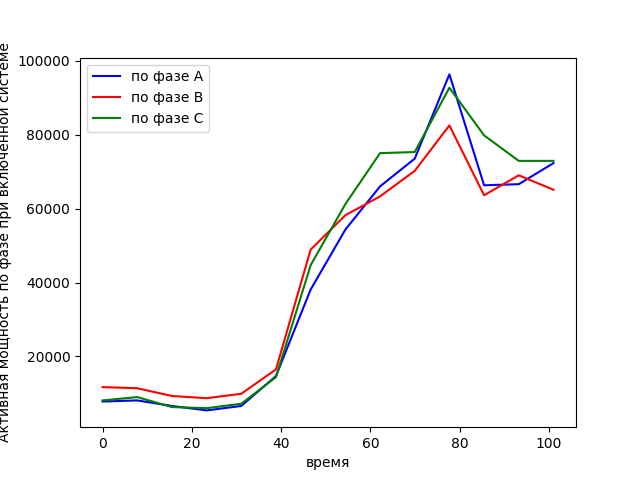 100000
80000
60000
40000
20000
Активная мощность по фазе при включенной системе
по фазе A
по фазе B
по фазе C
0 20 40 60 80 100
время